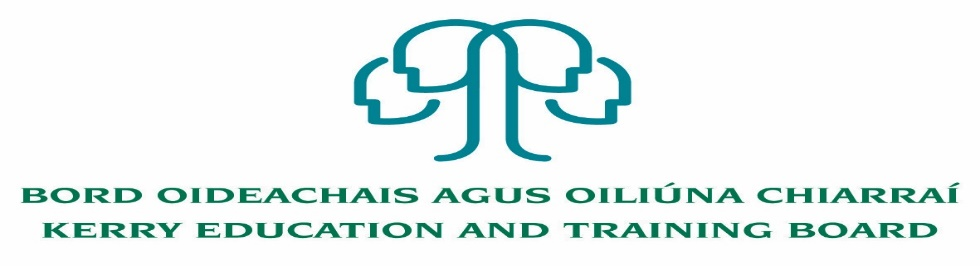 BORD OIDEACHAIS AGUS OILIÚNA CHIARRAÍ
KERRY EDUCATION AND TRAINING BOARD